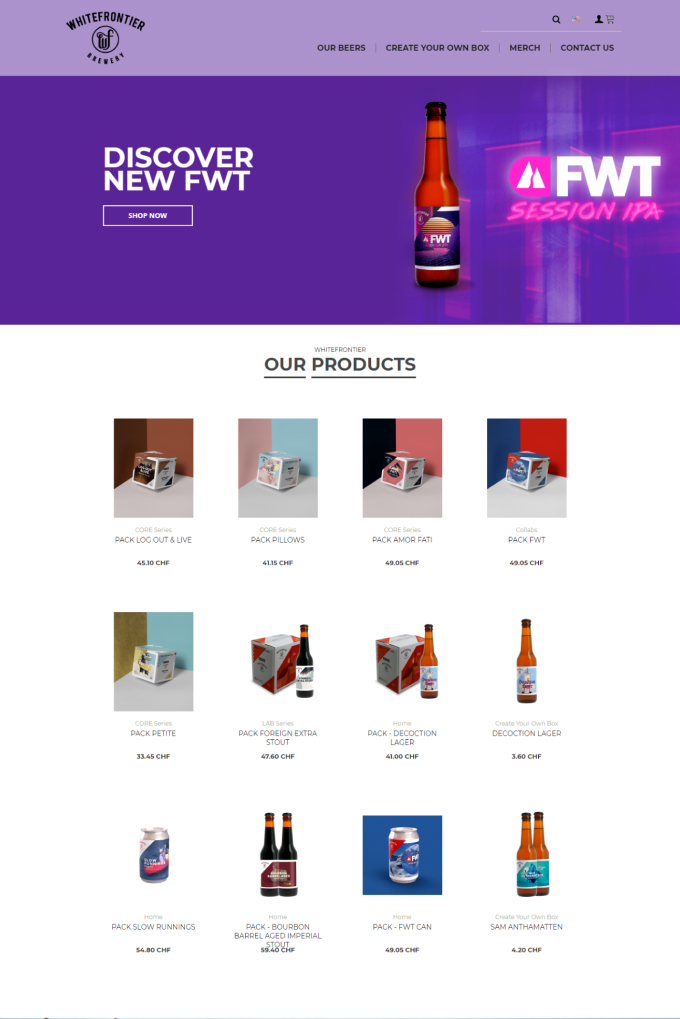 WHITEFRONTIER
BREWERY
OUR BEERS
CREATE YOUR OWN BOX
MERCH
CONTACT US
DISCOVER
NEW FWT
SHOP NOW
FWT
FWT
SESSION IPA
WHITEFRONTIER
OUR PRODUCTS
CORE Series
PACK LOG OUT & LIVE
45.10 CHF
CORE Series
PACK PILLOWS
41.15 CHF
CORE Series
PACK AMOR FATI
49.05 CHF
Collabs
PACK FWT
49.05 CHF
CORE Series
PACK PETITE
33.45 CHF
LAB Series
PACK FOREIGN EXTRA
STOUT
47.60 CHF
Home
PACK - DECOCTION
LAGER
41.00 CHF
Create Your Own Box
DECOCTION LAGER
3.60 CHF
Home
PACK SLOW RUNNINGS
54.80 CHF
Home
PACK - BOURBON
BARREL AGED IMPERIAL
STOUT
59.40 CHF
FWT
Home
PACK - FWT CAN
49.05 CHF
Create Your Own Box
SAM ANTHAMATTEN
4.20 CHF